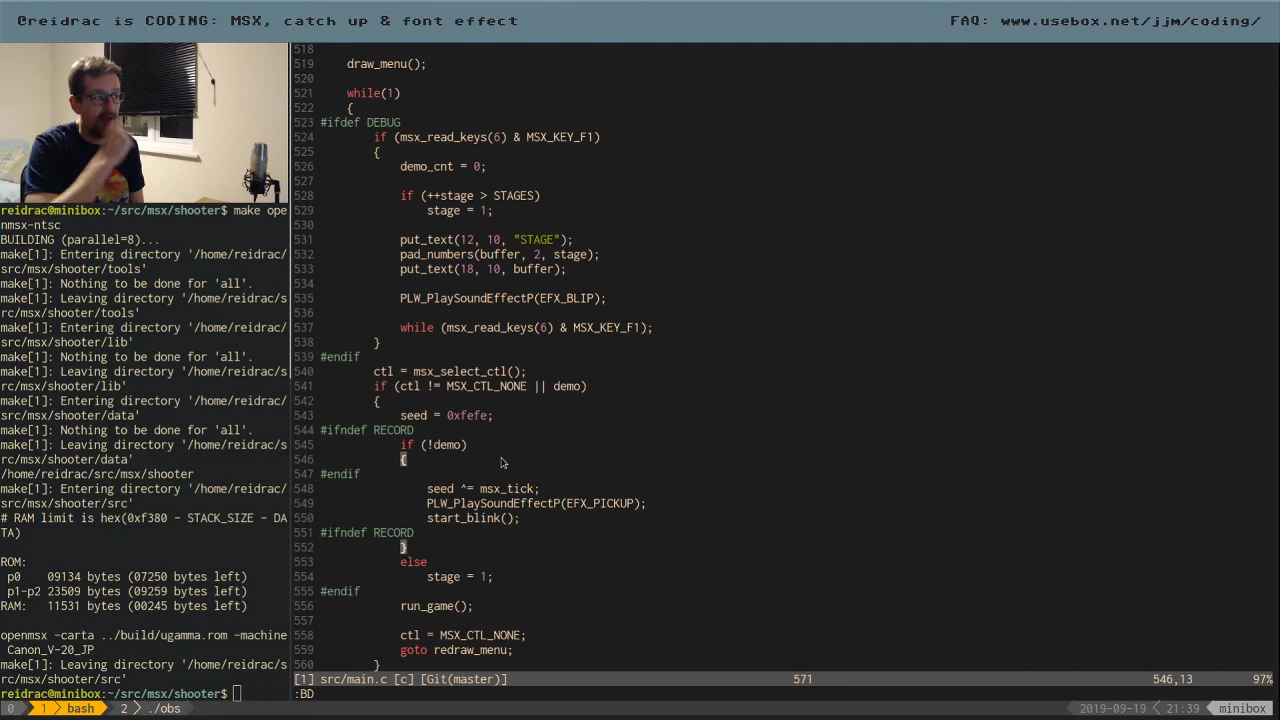 @reidrac is CODING: MSX, catch up & font effect
FAQ: www.usebox.net/jjm/coding/
reidrac@minibox:~/src/msx/shooter$ make ope
nmsx-ntsc
BUILDING (parallel=8)...
make[1]: Entering directory '/home/reidrac/
src/msx/shooter/tools'
make[1]: Nothing to be done for 'all'.
make[1]: Leaving directory '/home/reidrac/s
rc/msx/shooter/tools'
make[1]: Entering directory '/home/reidrac/
src/msx/shooter/lib'
make[1]: Nothing to be done for 'all'.
make[1]: Leaving directory '/home/reidrac/s
rc/msx/shooter/lib'
make[1]: Entering directory '/home/reidrac/
src/msx/shooter/data'
make[1]: Nothing to be done for 'all'.
make[1]: Leaving directory '/home/reidrac/s
rc/msx/shooter/data'
/home/reidrac/src/msx/shooter
make[1]: Entering directory '/home/reidrac/
src/msx/shooter/src'
# RAM limit is hex(0xf380 - STACK_SIZE - DA
TA)
ROM:
p0    09134 bytes (07250 bytes left)
p1-p2 23509 bytes (09259 bytes left)
RAM:   11531 bytes (00245 bytes left)
openmsx -carta ../build/ugamma.rom -machine
Canon_V-20_JP
make[1]: Leaving directory '/home/reidrac/s
rc/msx/shooter/src'
reidrac@minibox:~/src/msx/shooter$
518
519     draw_menu();
520
521     while(1)
522     {
523 #ifdef DEBUG
524         if (msx_read_keys(6) & MSX_KEY_F1)
525         {
526             demo_cnt = 0;
527
528             if (++stage > STAGES)
529                 stage = 1;
530
531             put_text(12, 10, "STAGE");
532             pad_numbers(buffer, 2, stage);
533             put_text(18, 10, buffer);
534
535             PLW_PlaySoundEffectP(EFX_BLIP);
536
537             while (msx_read_keys(6) & MSX_KEY_F1);
538         }
539 #endif
540         ctl = msx_select_ctl();
541         if (ctl != MSX_CTL_NONE || demo)
542         {
543             seed = 0xfefe;
544 #ifndef RECORD
545             if (!demo)
546             {
547 #endif
548                 seed ^= msx_tick;
549                 PLW_PlaySoundEffectP(EFX_PICKUP);
550                 start_blink();
551 #ifndef RECORD
552             }
553             else
554                 stage = 1;
555 #endif
556             run_game();
557
558             ctl = MSX_CTL_NONE;
559             goto redraw_menu;
560         }
[1] src/main.c [c] [Git(master)] 571 546,13 97%
:BD
0 1 bash 2 ./obs 2019-09-19 21:39 minibox